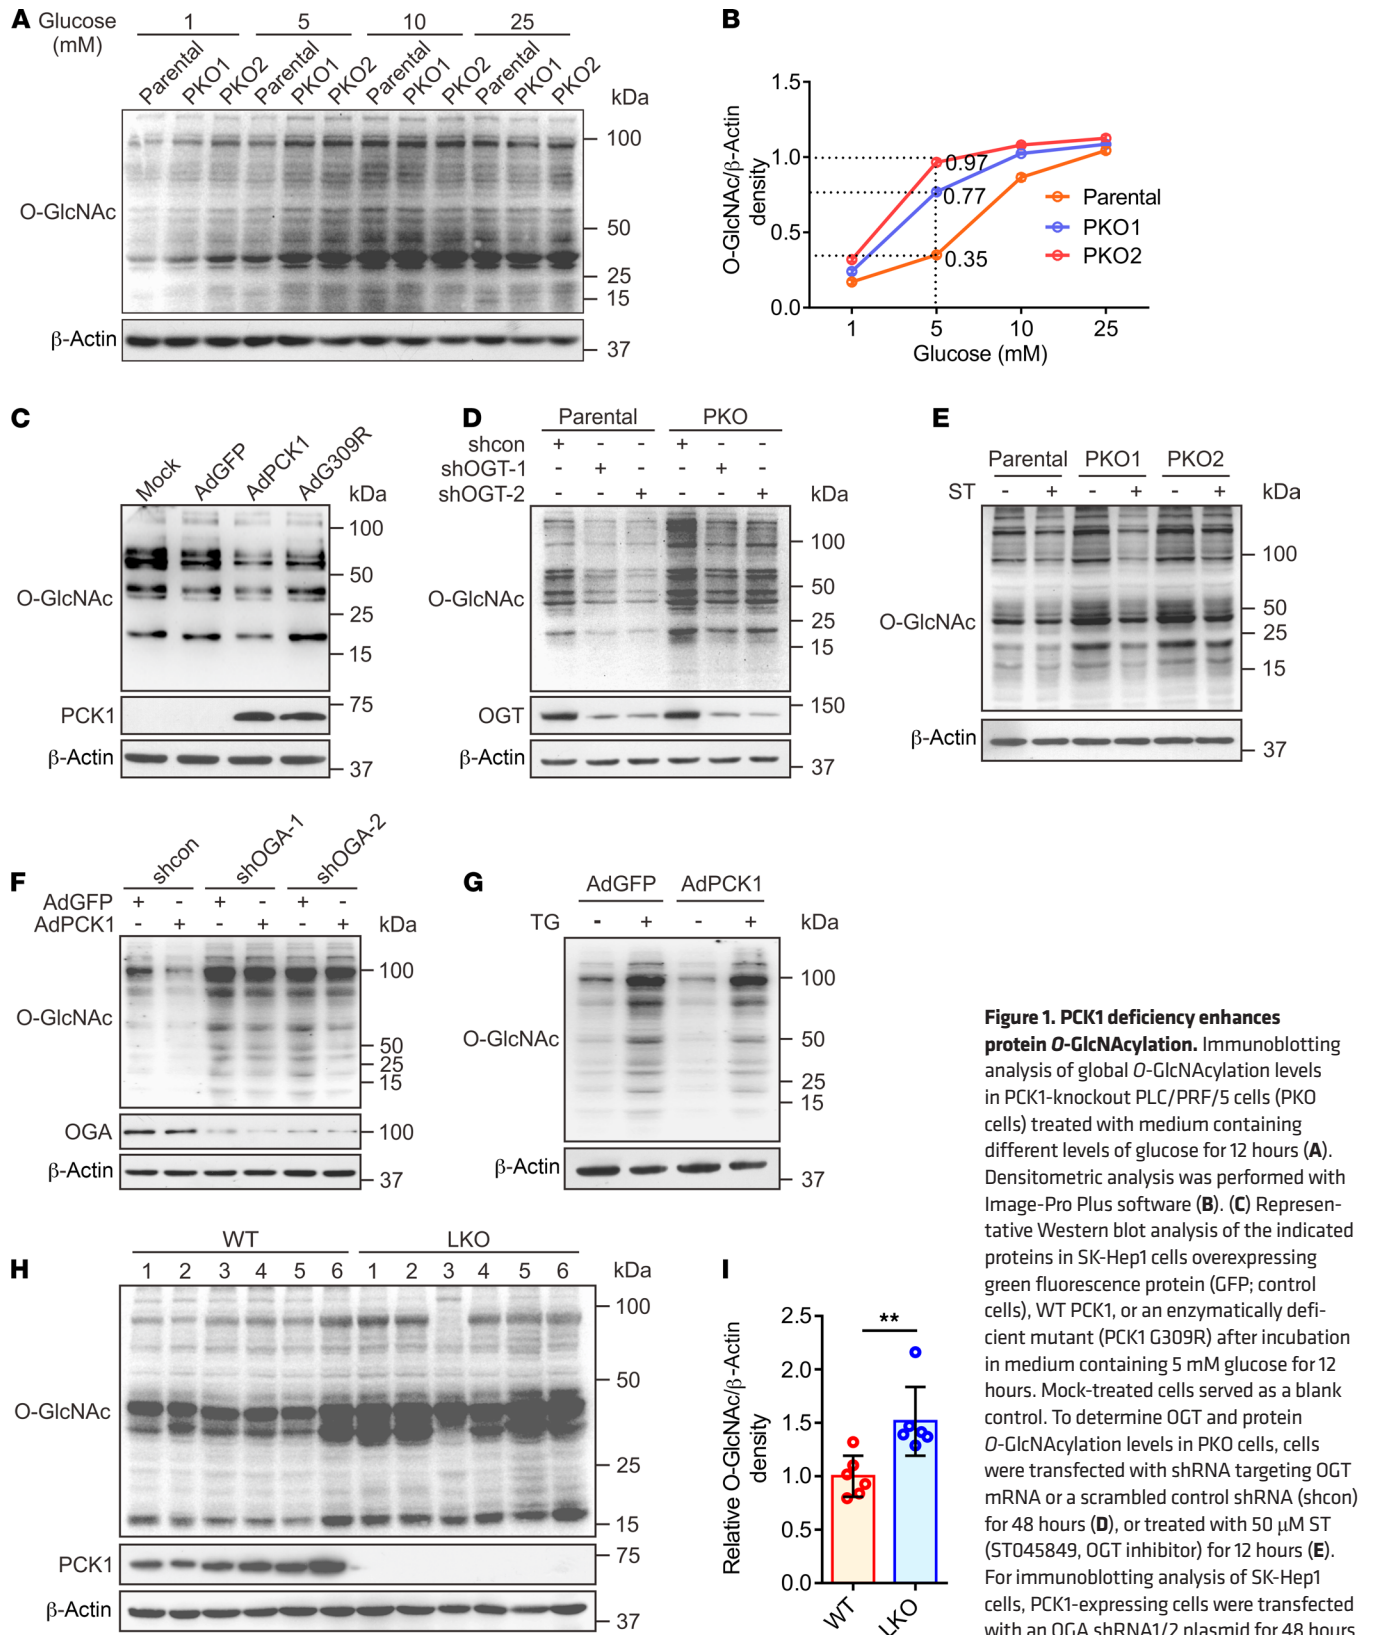 A
Glucose (mM)
1 5 10 25
Parental PKO1 PKO2 Parental PKO1 PKO2 Parental PKO1 PKO2 Parental PKO1 PKO2
kDa
O-GlcNAc
100
50
25
15
β-Actin
37
B
O-GlcNAc/β-Actin
density
1.5
1.0
0.5
0.0
0.97
0.77
0.35
Parental
PKO1
PKO2
1 5 10 25
Glucose (mM)
C
Mock AdGFP AdPCK1 AdG309R
kDa
O-GlcNAc
100
50
25
15
PCK1
75
β-Actin
37
D
Parental PKO
shcon + - - + - -
shOGT-1 - + - - + -
shOGT-2 - - + - - +
kDa
O-GlcNAc
100
50
25
15
OGT
150
β-Actin
37
E
Parental PKO1 PKO2
ST - + - + - +
kDa
O-GlcNAc
100
50
25
15
β-Actin
37
F
shcon shOGA-1 shOGA-2
AdGFP + - + - + -
AdPCK1 - + - + - +
kDa
O-GlcNAc
100
50
25
15
OGA
100
β-Actin
37
G
AdGFP AdPCK1
TG - + - +
kDa
O-GlcNAc
100
50
25
15
β-Actin
37
H
WT LKO
1 2 3 4 5 6 1 2 3 4 5 6
kDa
O-GlcNAc
100
50
25
15
PCK1
75
β-Actin
37
I
Relative O-GlcNAc/β-Actin
density
2.5
2.0
1.5
1.0
0.5
0.0
**
WT LKO
Figure 1. PCK1 deficiency enhances
protein O-GlcNAcylation. Immunoblotting
analysis of global O-GlcNAcylation levels
in PCK1-knockout PLC/PRF/5 cells (PKO
cells) treated with medium containing
different levels of glucose for 12 hours (A).
Densitometric analysis was performed with
Image-Pro Plus software (B). (C) Represen-
tative Western blot analysis of the indicated
proteins in SK-Hep1 cells overexpressing
green fluorescence protein (GFP; control
cells), WT PCK1, or an enzymatically defi-
cient mutant (PCK1 G309R) after incubation
in medium containing 5 mM glucose for 12
hours. Mock-treated cells served as a blank
control. To determine OGT and protein
O-GlcNAcylation levels in PKO cells, cells
were transfected with shRNA targeting OGT
mRNA or a scrambled control shRNA (shcon)
for 48 hours (D), or treated with 50 μM ST
(ST045849, OGT inhibitor) for 12 hours (E).
For immunoblotting analysis of SK-Hep1
cells, PCK1-expressing cells were transfected
with an OGA shRNA1/2 plasmid for 48 hours